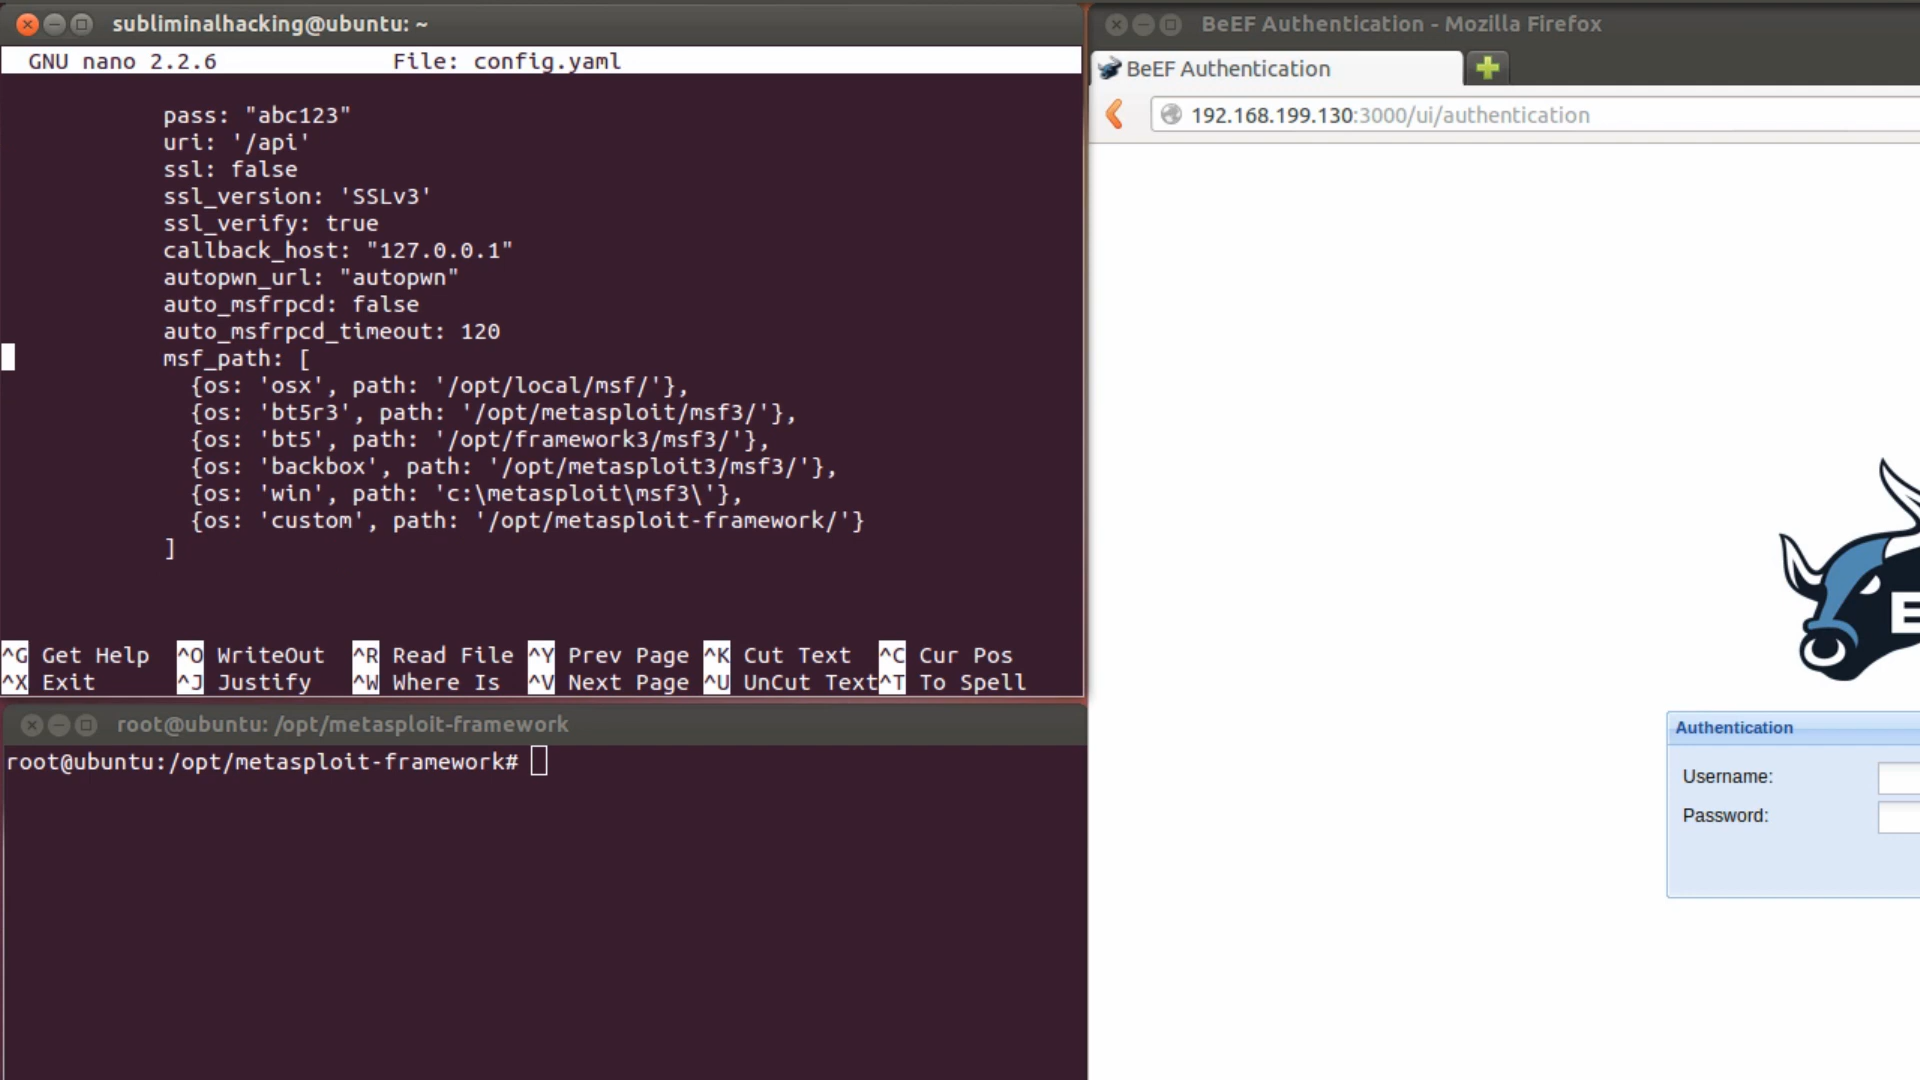 subliminalhacking@ubuntu: ~
GNU nano 2.2.6 File: config.yaml
pass: "abc123"
uri: '/api'
ssl: false
ssl_version: 'SSLv3'
ssl_verify: true
callback_host: "127.0.0.1"
autopwn_url: "autopwn"
auto_msfrpcd: false
auto_msfrpcd_timeout: 120
msf_path: [
{os: 'osx', path: '/opt/local/msf/'},
{os: 'bt5r3', path: '/opt/metasploit/msf3/'},
{os: 'bt5', path: '/opt/framework3/msf3/'},
{os: 'backbox', path: '/opt/metasploit3/msf3/'},
{os: 'win', path: 'c:\metasploit\msf3\'},
{os: 'custom', path: '/opt/metasploit-framework/'}
]
^G Get Help ^O WriteOut ^R Read File ^Y Prev Page ^K Cut Text ^C Cur Pos
^X Exit ^J Justify ^W Where Is ^V Next Page ^U UnCut Text ^T To Spell
root@ubuntu: /opt/metasploit-framework
root@ubuntu:/opt/metasploit-framework#
BeEF Authentication - Mozilla Firefox
BeEF Authentication
192.168.199.130:3000/ui/authentication
Authentication
Username:
Password: